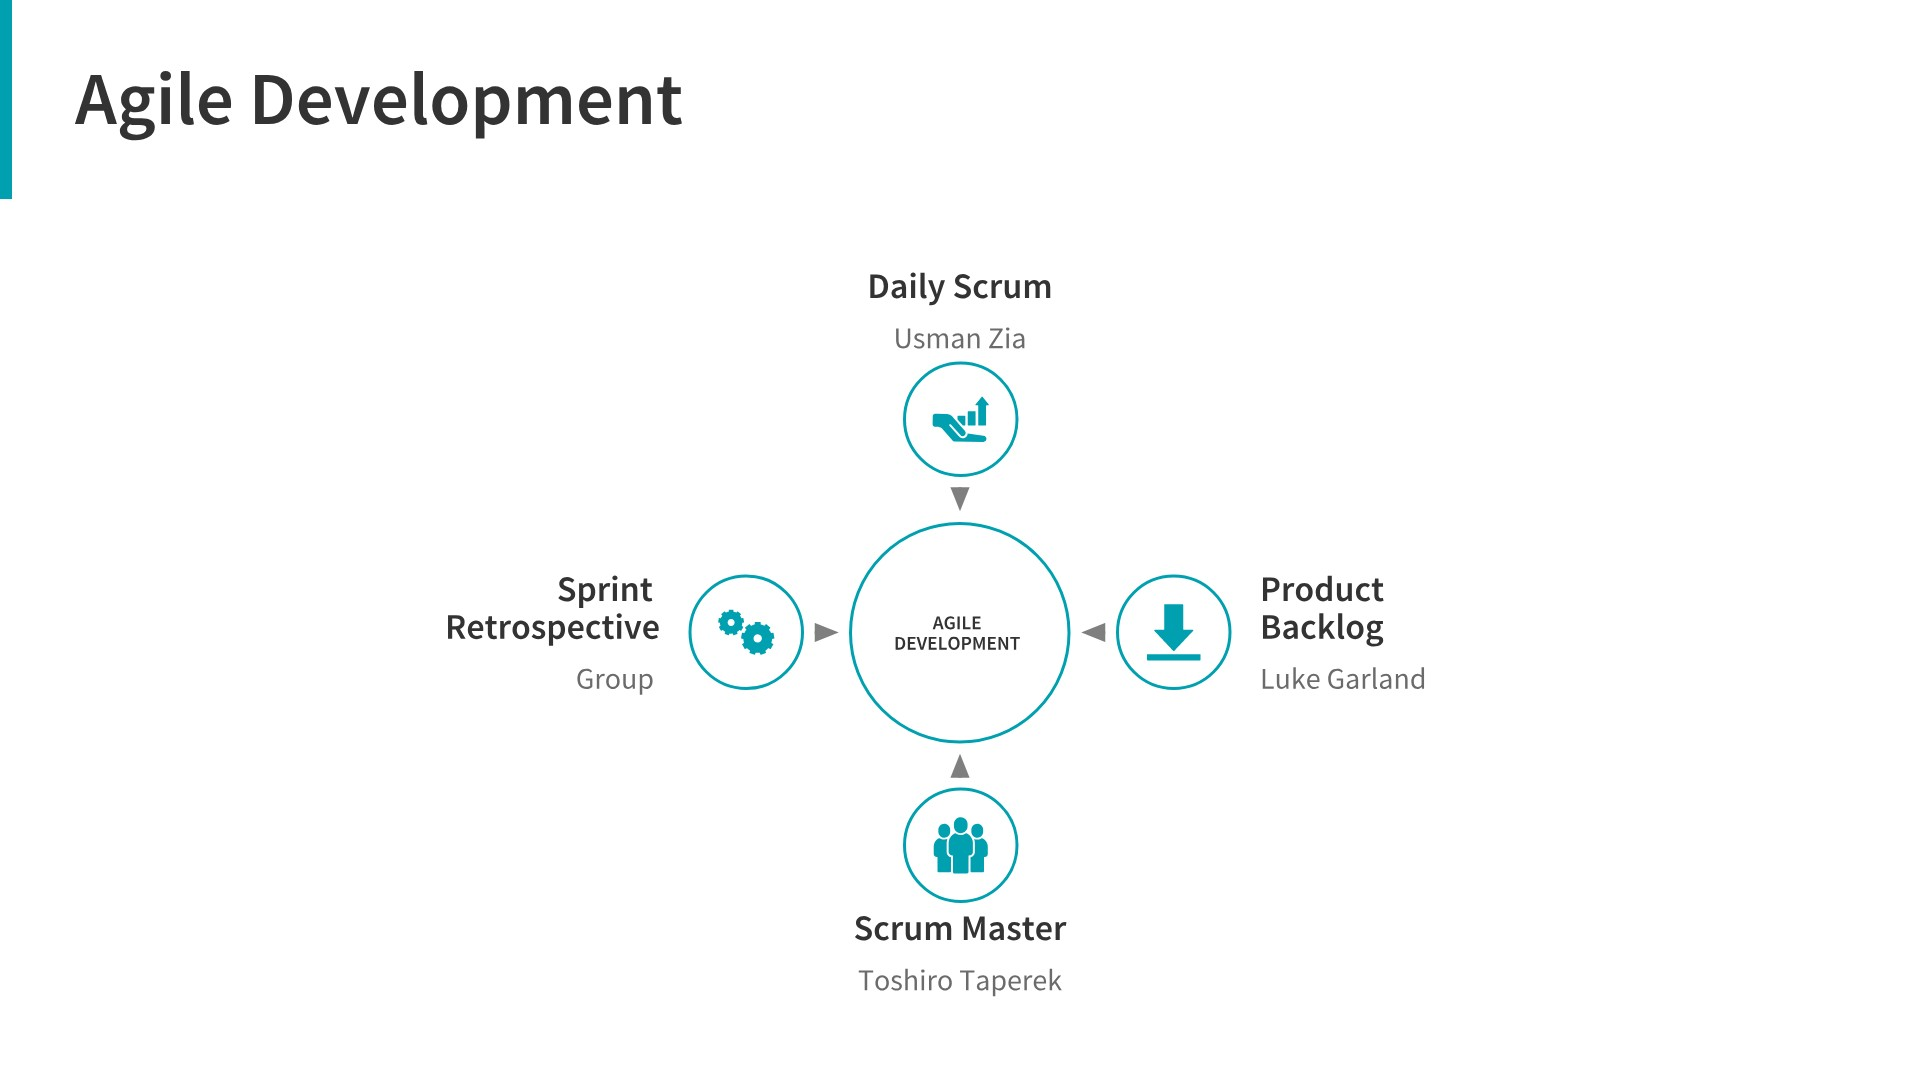 Agile Development
Daily Scrum
Usman Zia
Sprint
Retrospective
Group
AGILE
DEVELOPMENT
Product
Backlog
Luke Garland
Scrum Master
Toshiro Taperek